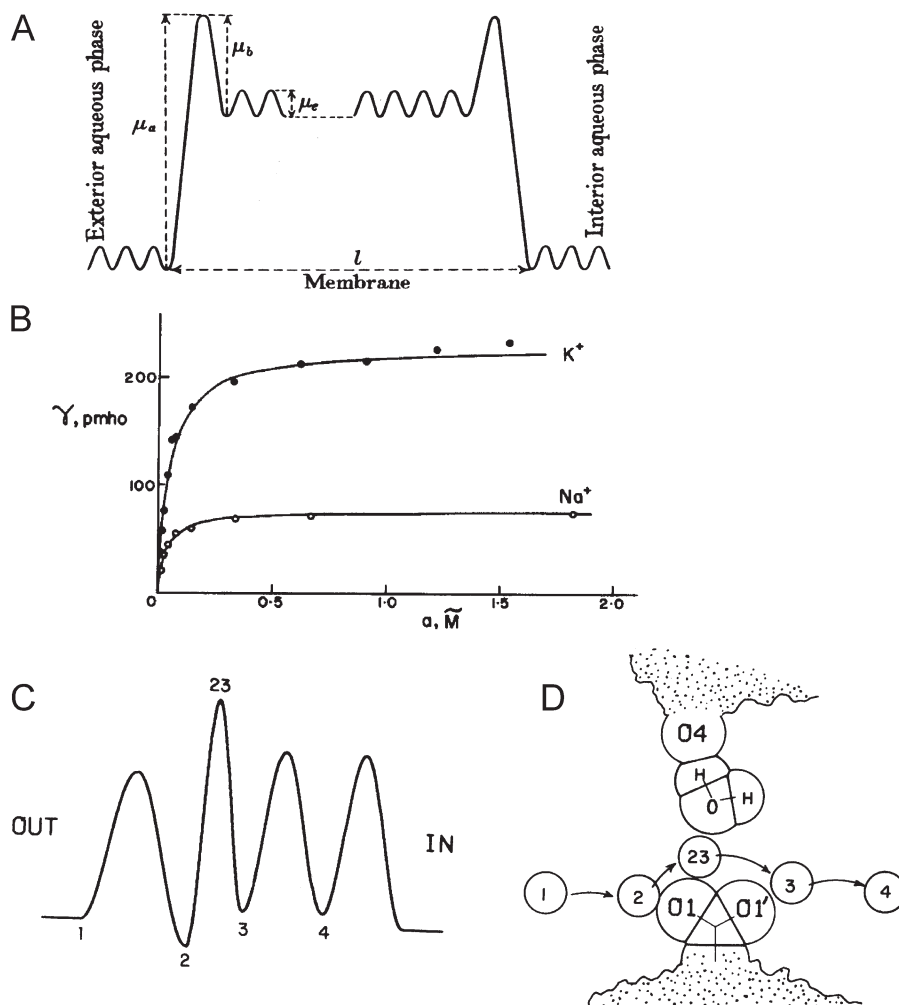 A
Exterior aqueous phase
μa
μb
μe
l
Membrane
Interior aqueous phase
B
γ, pmho
200
100
0
0·5
1.0
1·5
2.0
a, M̃
K+
Na+
C
OUT
IN
1
2
23
3
4
D
O4
H
O
H
1
2
23
3
4
O1
O1'